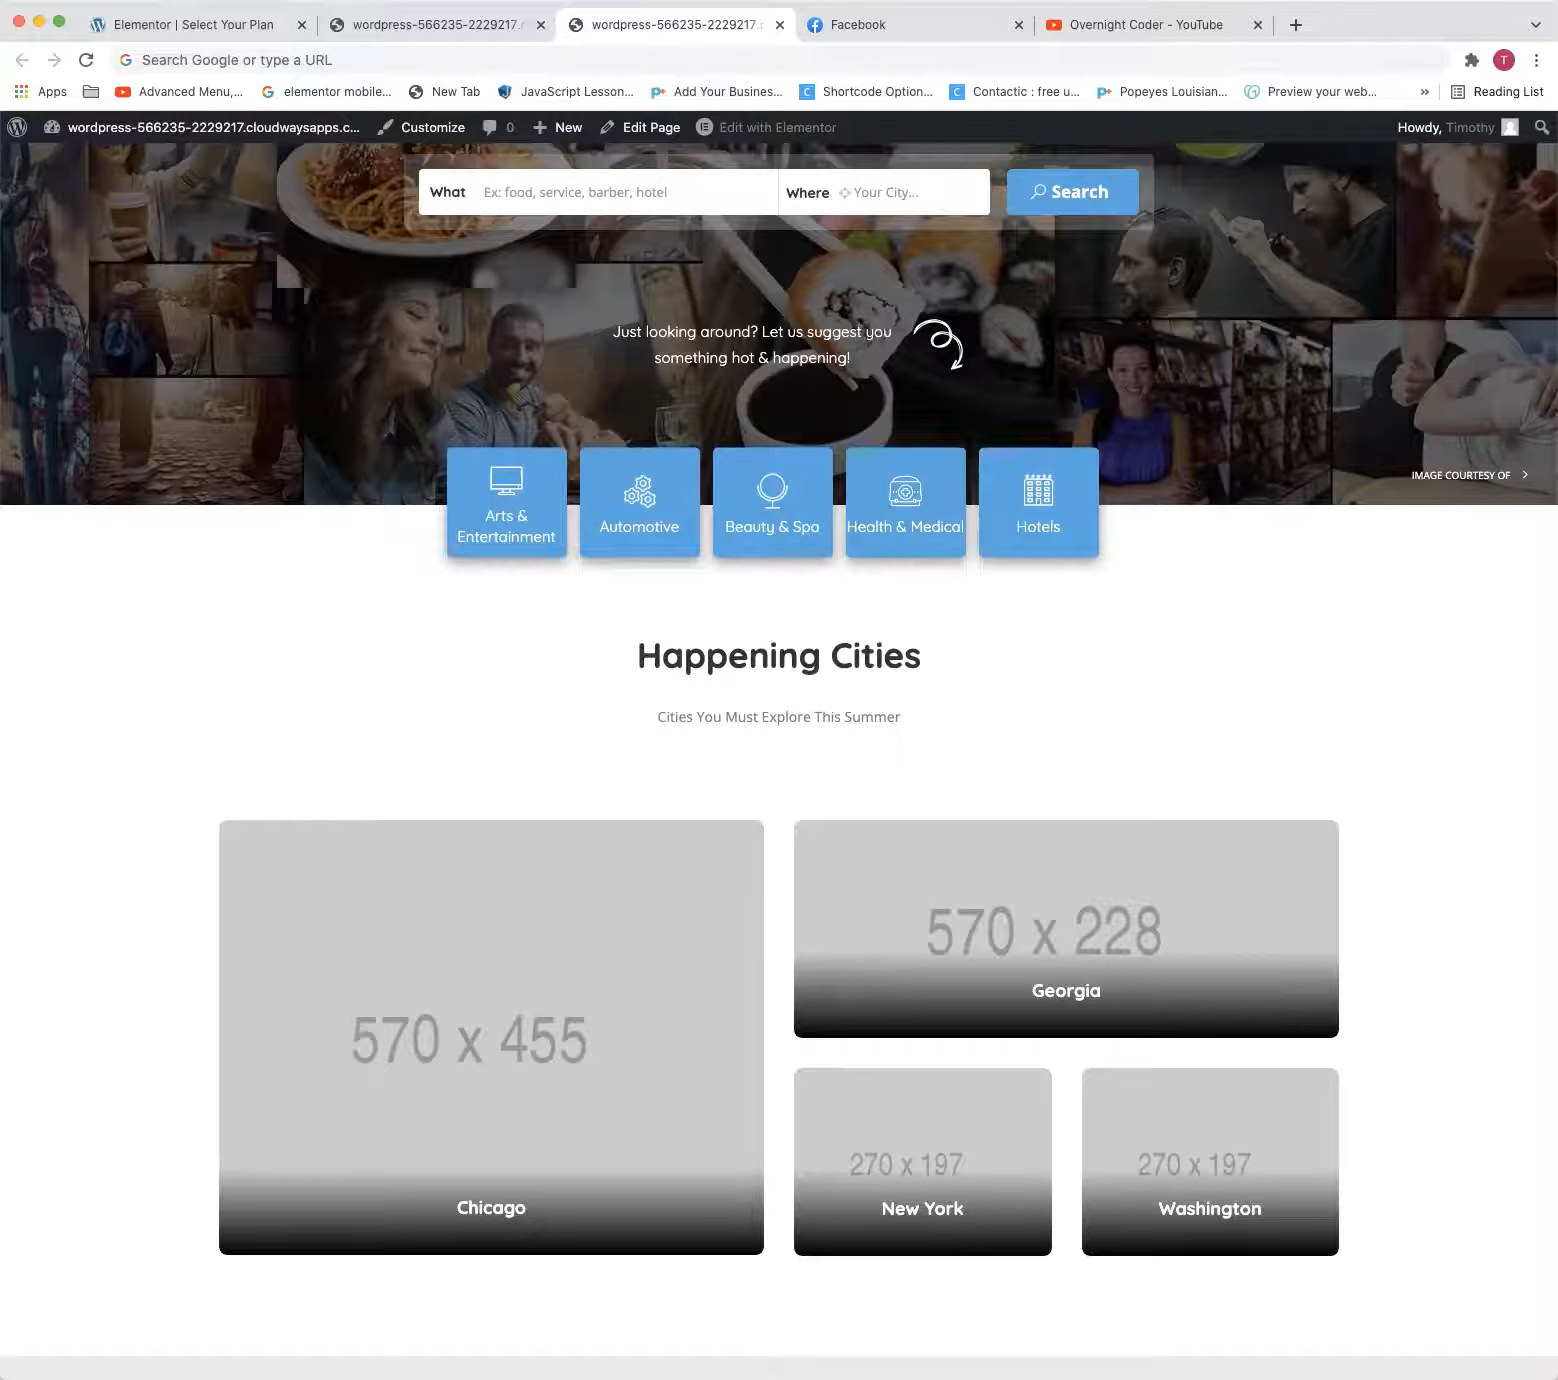 Elementor | Select Your Plan
wordpress-566235-2229217.c
wordpress-566235-2229217.c
Facebook
Overnight Coder - YouTube
Search Google or type a URL
T
Apps
Advanced Menu,...
elementor mobile...
New Tab
JavaScript Lesson...
Add Your Busines...
Shortcode Option...
Contactic : free u...
Popeyes Louisian...
Preview your web...
Reading List
wordpress-566235-2229217.cloudwaysapps.c...
Customize
0
New
Edit Page
Edit with Elementor
Howdy, Timothy
What
Ex: food, service, barber, hotel
Where
Your City...
Search
Just looking around? Let us suggest you
something hot & happening!
IMAGE COURTESY OF
Arts &
Entertainment
Automotive
Beauty & Spa
Health & Medical
Hotels
Happening Cities
Cities You Must Explore This Summer
570 x 455
Chicago
570 x 228
Georgia
270 x 197
New York
270 x 197
Washington